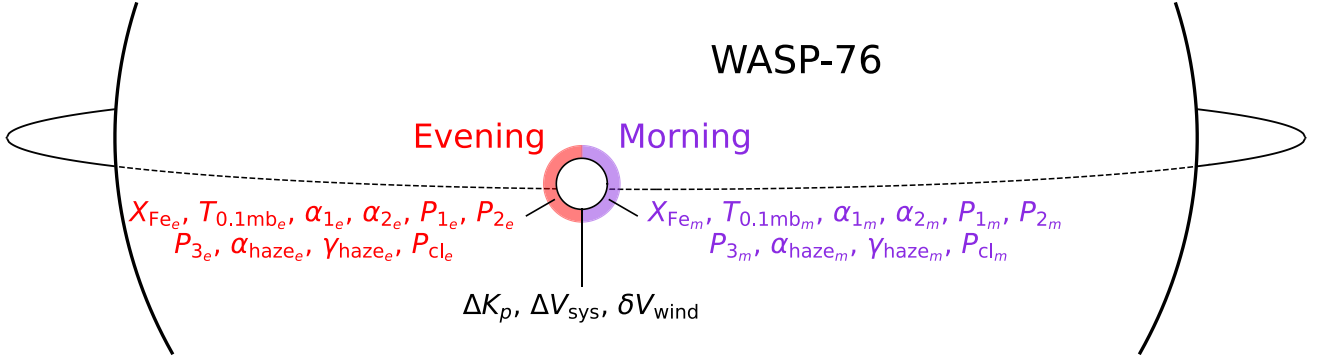 WASP-76
Evening Morning
X_Fe_e, T_0.1mb_e, α_1_e, α_2_e, P_1_e, P_2_e
P_3_e, α_haze_e, γ_haze_e, P_cl_e
X_Fe_m, T_0.1mb_m, α_1_m, α_2_m, P_1_m, P_2_m
P_3_m, α_haze_m, γ_haze_m, P_cl_m
ΔK_p, ΔV_sys, δV_wind